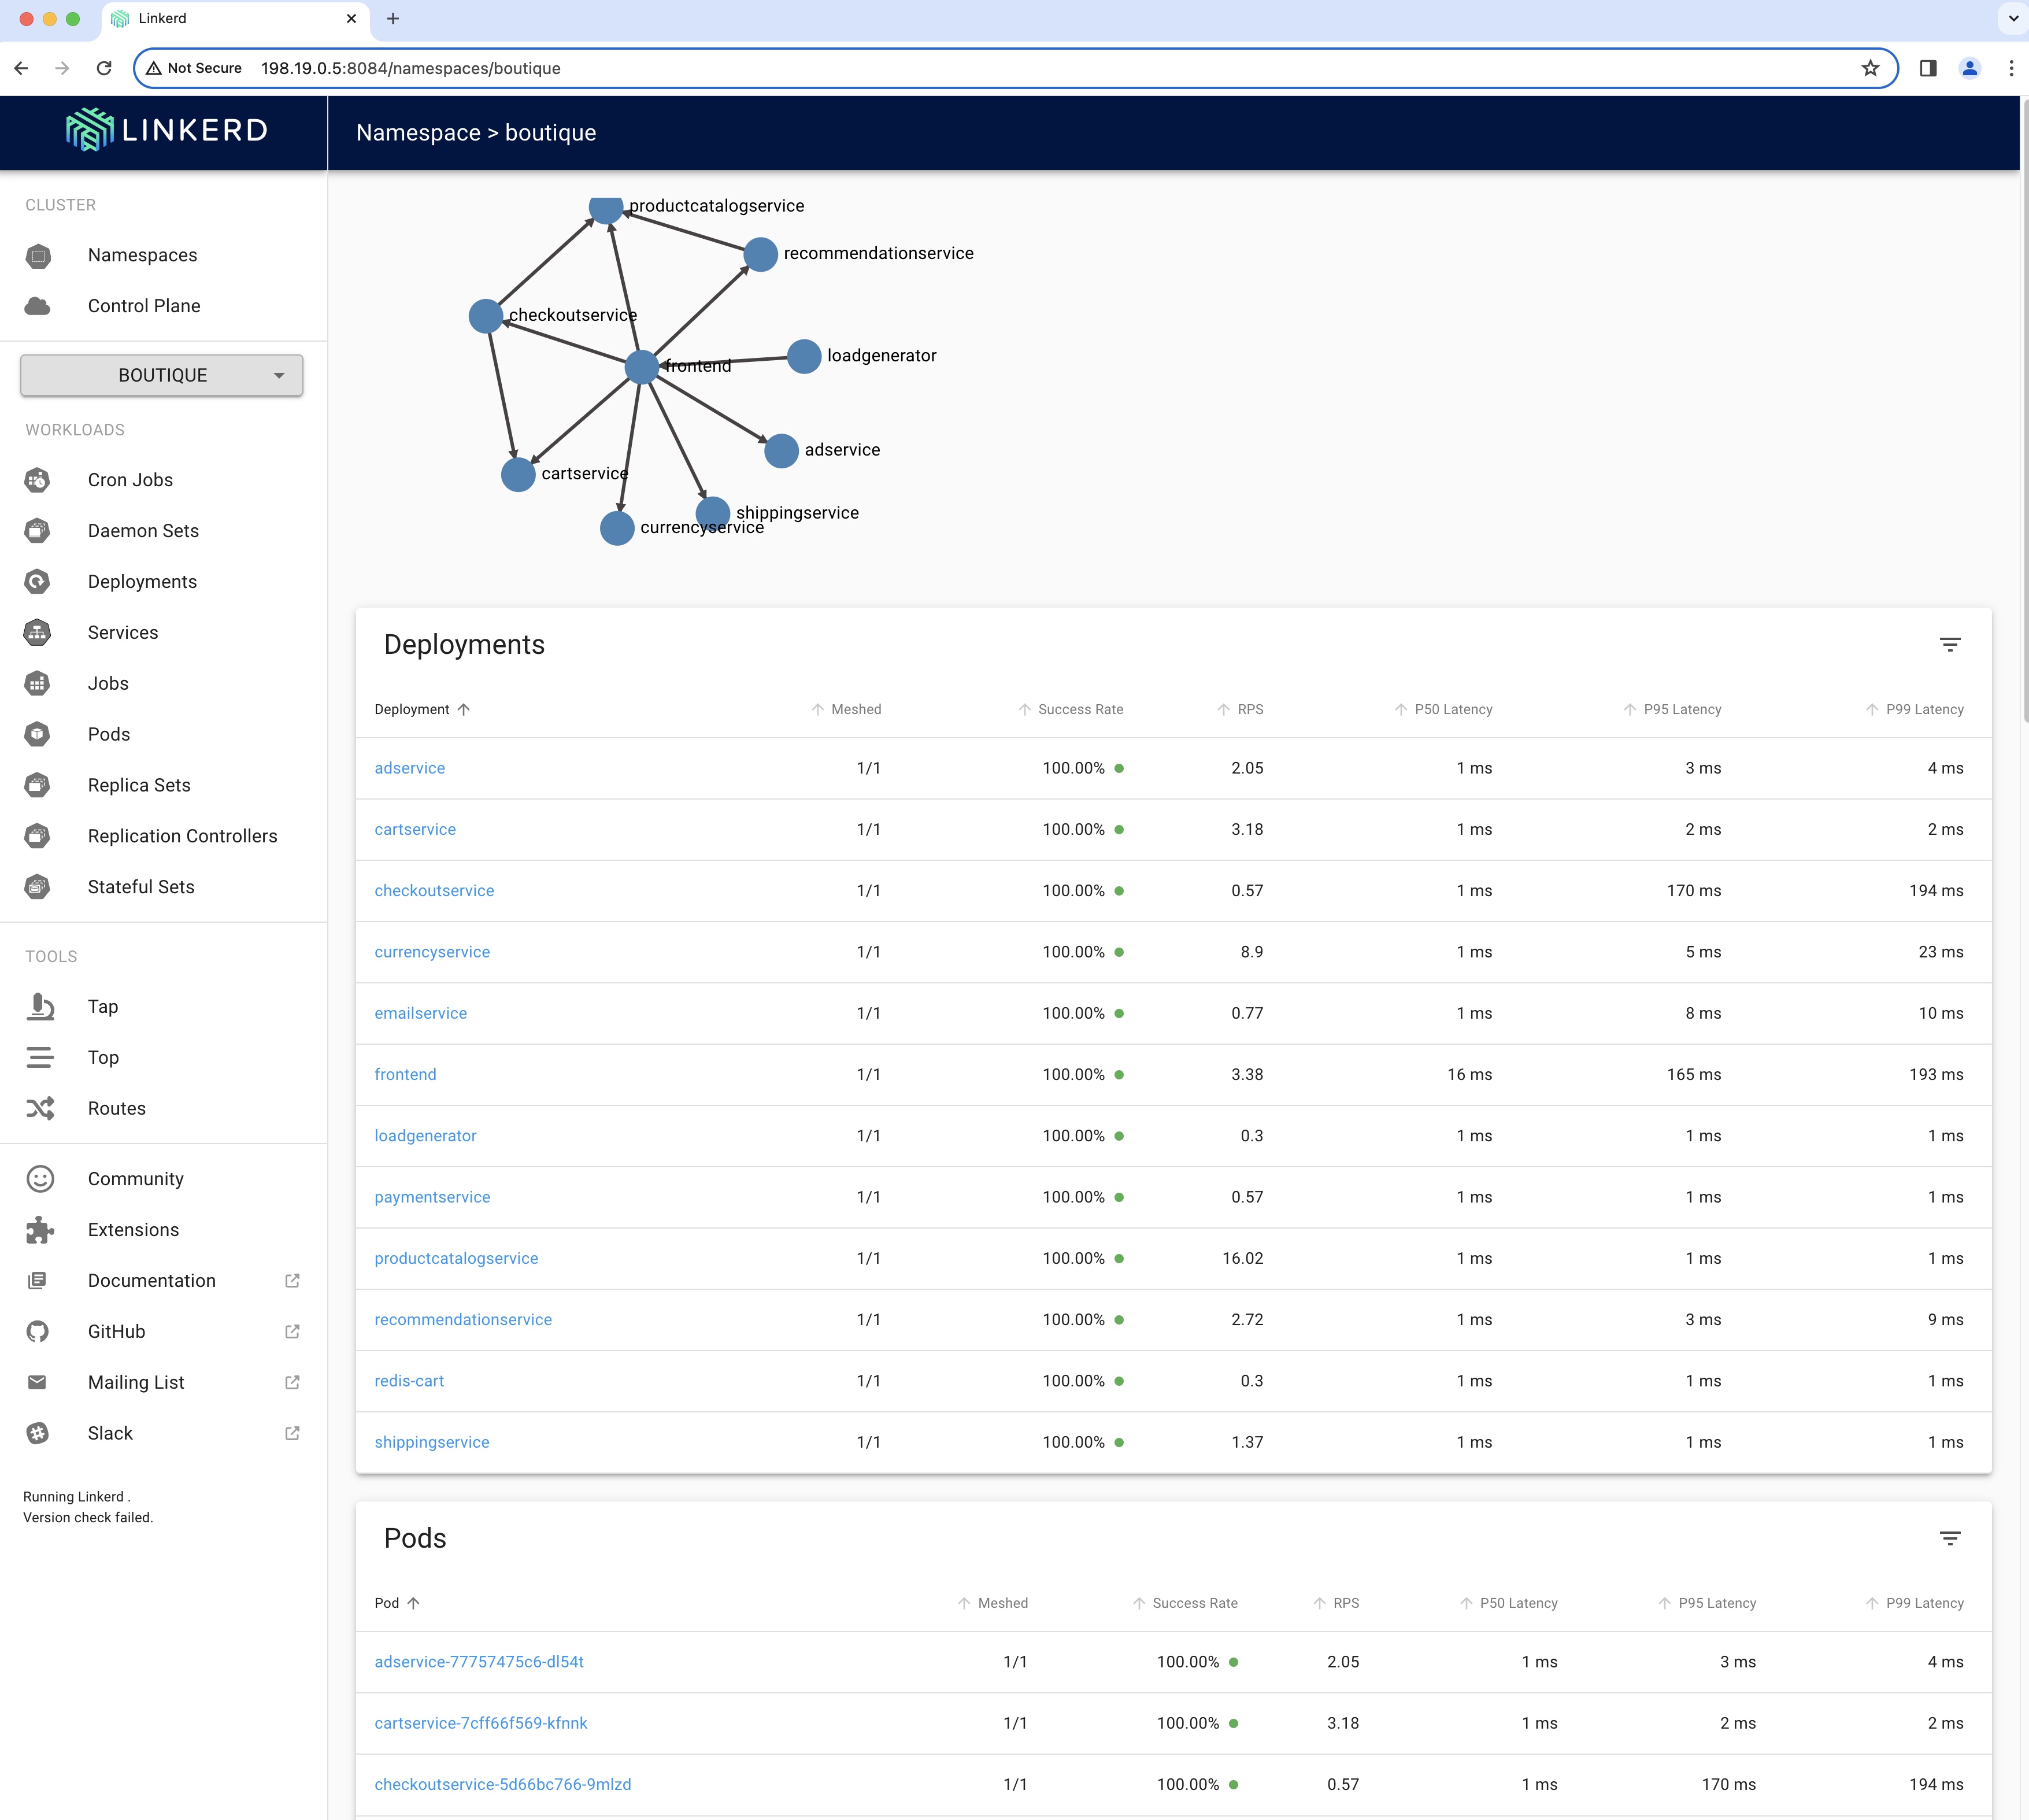 Linkerd
Not Secure 198.19.0.5:8084/namespaces/boutique
LINKERD
Namespace > boutique
CLUSTER
Namespaces
Control Plane
BOUTIQUE
WORKLOADS
Cron Jobs
Daemon Sets
Deployments
Services
Jobs
Pods
Replica Sets
Replication Controllers
Stateful Sets
TOOLS
Tap
Top
Routes
Community
Extensions
Documentation
GitHub
Mailing List
Slack
Running Linkerd .
Version check failed.
productcatalogservice
recommendationservice
checkoutservice
loadgenerator
frontend
adservice
cartservice
shippingservice
currencyservice
Deployments
Deployment Meshed Success Rate RPS P50 Latency P95 Latency P99 Latency
adservice 1/1 100.00% 2.05 1 ms 3 ms 4 ms
cartservice 1/1 100.00% 3.18 1 ms 2 ms 2 ms
checkoutservice 1/1 100.00% 0.57 1 ms 170 ms 194 ms
currencyservice 1/1 100.00% 8.9 1 ms 5 ms 23 ms
emailservice 1/1 100.00% 0.77 1 ms 8 ms 10 ms
frontend 1/1 100.00% 3.38 16 ms 165 ms 193 ms
loadgenerator 1/1 100.00% 0.3 1 ms 1 ms 1 ms
paymentservice 1/1 100.00% 0.57 1 ms 1 ms 1 ms
productcatalogservice 1/1 100.00% 16.02 1 ms 1 ms 1 ms
recommendationservice 1/1 100.00% 2.72 1 ms 3 ms 9 ms
redis-cart 1/1 100.00% 0.3 1 ms 1 ms 1 ms
shippingservice 1/1 100.00% 1.37 1 ms 1 ms 1 ms
Pods
Pod Meshed Success Rate RPS P50 Latency P95 Latency P99 Latency
adservice-77757475c6-dl54t 1/1 100.00% 2.05 1 ms 3 ms 4 ms
cartservice-7cff66f569-kfnnk 1/1 100.00% 3.18 1 ms 2 ms 2 ms
checkoutservice-5d66bc766-9mlzd 1/1 100.00% 0.57 1 ms 170 ms 194 ms